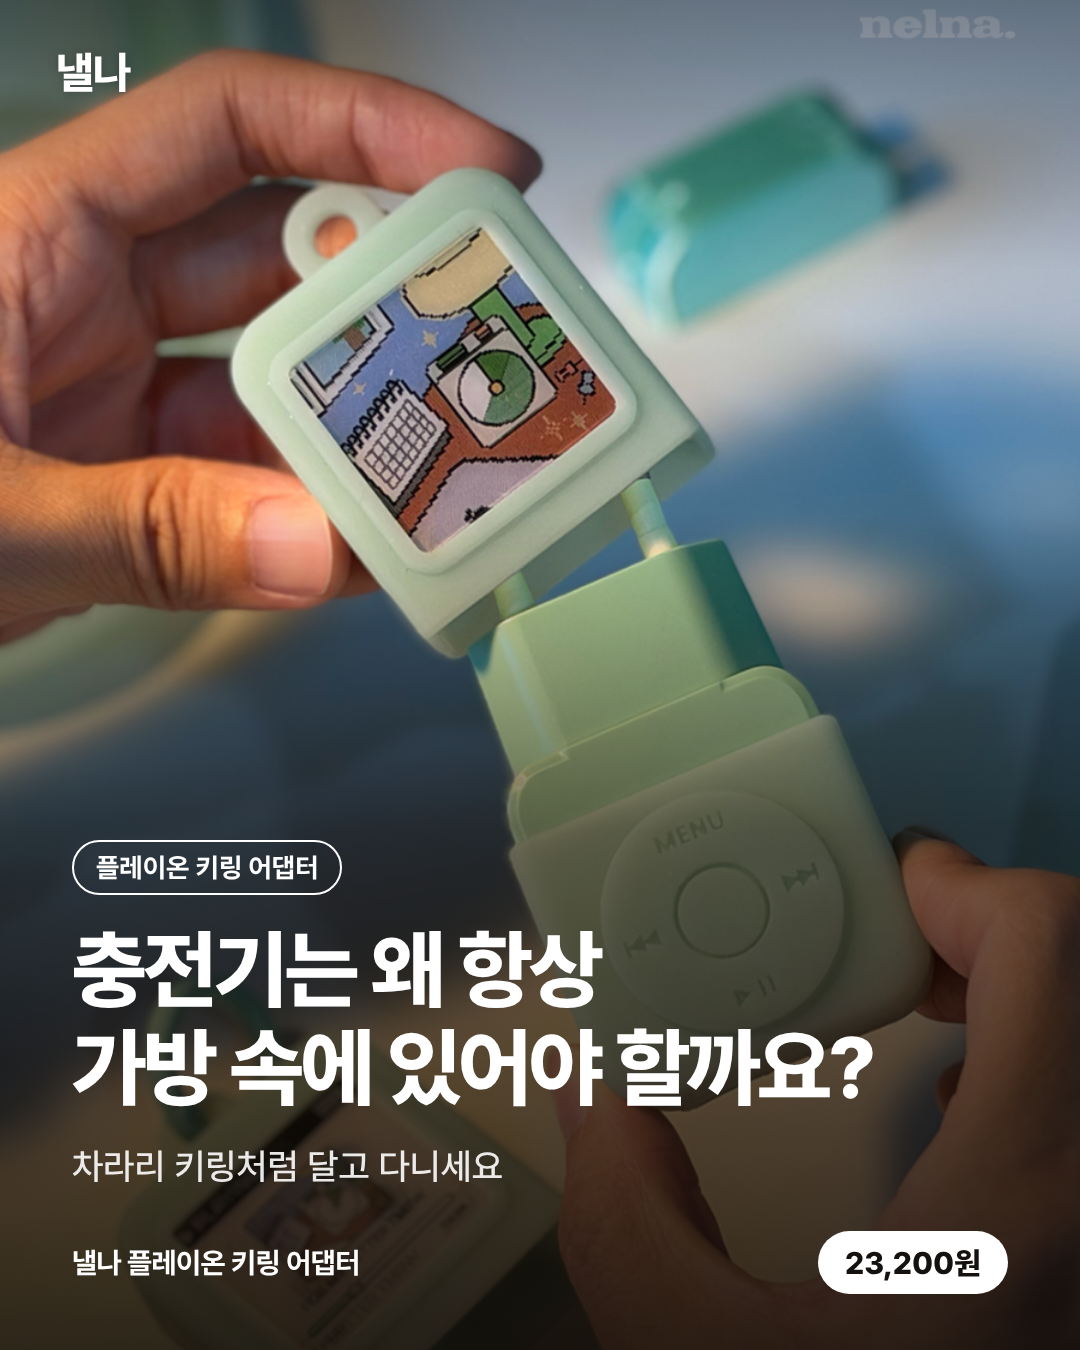 nelna.
낼나
MENU
플레이온 키링 어댑터
충전기는 왜 항상
가방 속에 있어야 할까요?
차라리 키링처럼 달고 다니세요
낼나 플레이온 키링 어댑터
23,200원